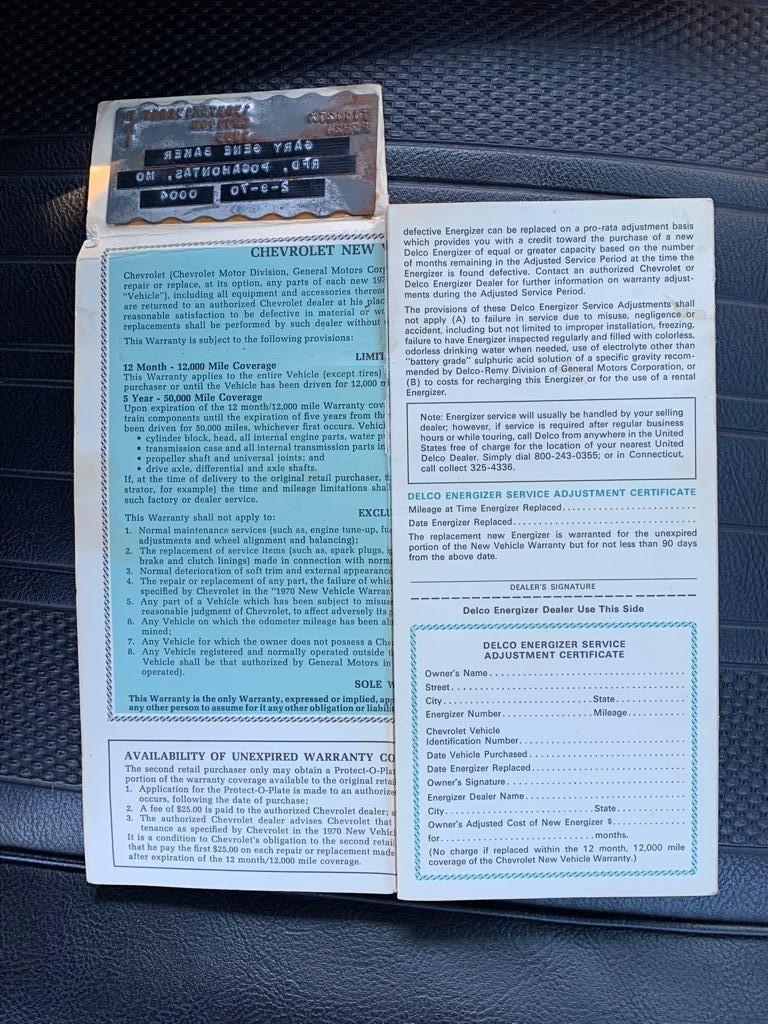 GARY GENE BAKER
RFD. POCAHONTAS, MO
2-9-70 0004
CHEVROLET NEW
Chevrolet (Chevrolet Motor Division, General Motors Cor
repair or replace, at its option, any parts of each new 197
"Vehicle"), including all equipment and accessories thereo
are returned to an authorized Chevrolet dealer at his plac
reasonable satisfaction to be defective in material or wo
replacements shall be performed by such dealer without
This Warranty is subject to the following provisions:
LIMI
12 Month - 12,000 Mile Coverage
This Warranty applies to the entire Vehicle (except tires)
purchaser or until the Vehicle has been driven for 12,000 m
5 Year - 50,000 Mile Coverage
Upon expiration of the 12 month/12,000 mile Warranty cov
train components until the expiration of five years from th
been driven for 50,000 miles, whichever occurs first. Vehicl
• cylinder block, head, all internal engine parts, water p
• transmission case and all internal transmission parts in
• propeller shaft and universal joints; and
• drive axle, differential and axle shafts.
If, at the time of delivery to the original retail purchaser, t
strator, for example) the time and mileage limitations shal
such factory or dealer service.
EXCLU
This Warranty shall not apply to:
1. Normal maintenance services (such as, engine tune-up, fu
adjustments and wheel alignment and balancing);
2. The replacement of service items (such as, spark plugs, ig
brake and clutch linings) made in connection with norm
3. Normal deterioration of soft trim and external appearance
4. The repair or replacement of any part, the failure of whic
specified by Chevrolet in the "1970 New Vehicle Warran
5. Any part of a Vehicle which has been subject to misuse
reasonable judgment of Chevrolet, to affect adversely its
6. Any Vehicle on which the odometer mileage has been al
mined;
7. Any Vehicle for which the owner does not possess a Che
8. Any Vehicle registered and normally operated outside t
Vehicle shall be that authorized by General Motors in
operated).
SOLE W
This Warranty is the only Warranty, expressed or implied, app
any other person to assume for it any other obligation or liabili
AVAILABILITY OF UNEXPIRED WARRANTY CO
The second retail purchaser only may obtain a Protect-O-Plat
portion of the warranty coverage available to the original retai
1. Application for the Protect-O-Plate is made to an authorize
occurs, following the date of purchase;
2. A fee of $25.00 is paid to the authorized Chevrolet dealer; a
3. The authorized Chevrolet dealer advises Chevrolet that
tenance as specified by Chevrolet in the 1970 New Vehic
It is a condition to Chevrolet's obligation to the second retail
that he pay the first $25.00 on each repair or replacement made
after expiration of the 12 month/12,000 mile coverage.
defective Energizer can be replaced on a pro-rata adjustment basis
which provides you with a credit toward the purchase of a new
Delco Energizer of equal or greater capacity based on the number
of months remaining in the Adjusted Service Period at the time the
Energizer is found defective. Contact an authorized Chevrolet or
Delco Energizer Dealer for further information on warranty adjust-
ments during the Adjusted Service Period.
The provisions of these Delco Energizer Service Adjustments shall
not apply (A) to failure in service due to misuse, negligence or
accident, including but not limited to improper installation, freezing,
failure to have Energizer inspected regularly and filled with colorless,
odorless drinking water when needed, use of electrolyte other than
"battery grade" sulphuric acid solution of a specific gravity recom-
mended by Delco-Remy Division of General Motors Corporation, or
(B) to costs for recharging this Energizer or for the use of a rental
Energizer.
Note: Energizer service will usually be handled by your selling
dealer; however, if service is required after regular business
hours or while touring, call Delco from anywhere in the United
States free of charge for the location of your nearest United
Delco Dealer. Simply dial 800-243-0355; or in Connecticut,
call collect 325-4336.
DELCO ENERGIZER SERVICE ADJUSTMENT CERTIFICATE
Mileage at Time Energizer Replaced
Date Energizer Replaced
The replacement new Energizer is warranted for the unexpired
portion of the New Vehicle Warranty but for not less than 90 days
from the above date.
DEALER'S SIGNATURE
Delco Energizer Dealer Use This Side
DELCO ENERGIZER SERVICE
ADJUSTMENT CERTIFICATE
Owner's Name
Street
City State
Energizer Number Mileage
Chevrolet Vehicle
Identification Number
Date Vehicle Purchased
Date Energizer Replaced
Owner's Signature
Energizer Dealer Name
City State
Owner's Adjusted Cost of New Energizer $
for months.
(No charge if replaced within the 12 month, 12,000 mile
coverage of the Chevrolet New Vehicle Warranty.)